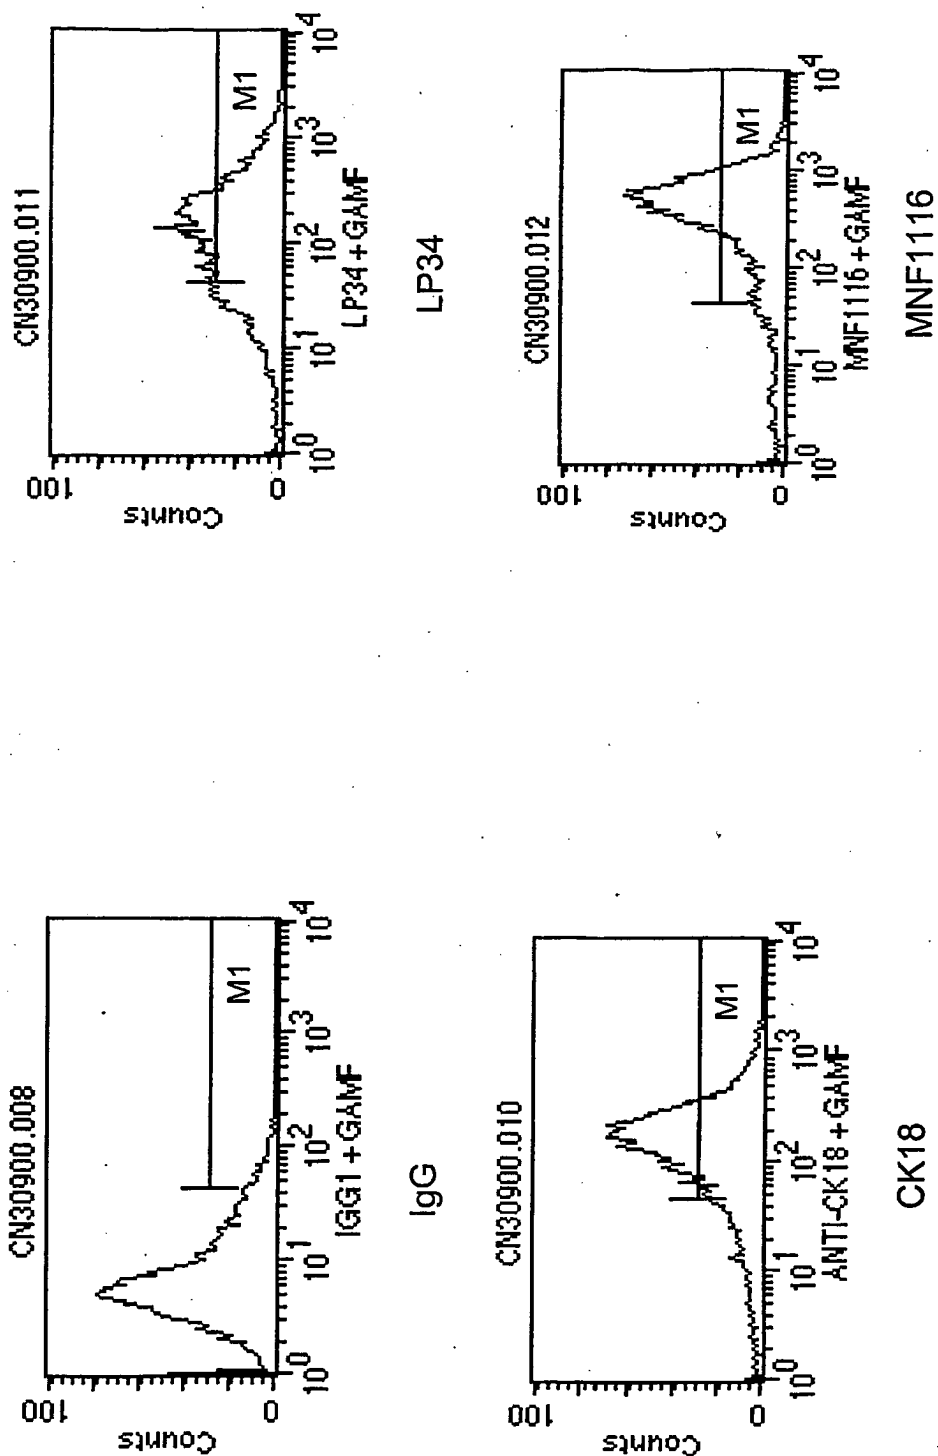 CN30900.008
100
Counts
0
M1
10^0 10^1 10^2 10^3 10^4
IGG1 + GAMF
IgG
CN30900.011
100
Counts
0
M1
10^0 10^1 10^2 10^3 10^4
LP34 + GAMF
LP34
CN30900.010
100
Counts
0
M1
10^0 10^1 10^2 10^3 10^4
ANTI-CK18 + GAMF
CK18
CN30900.012
100
Counts
0
M1
10^0 10^1 10^2 10^3 10^4
MNF1116 + GAMF
MNF1116